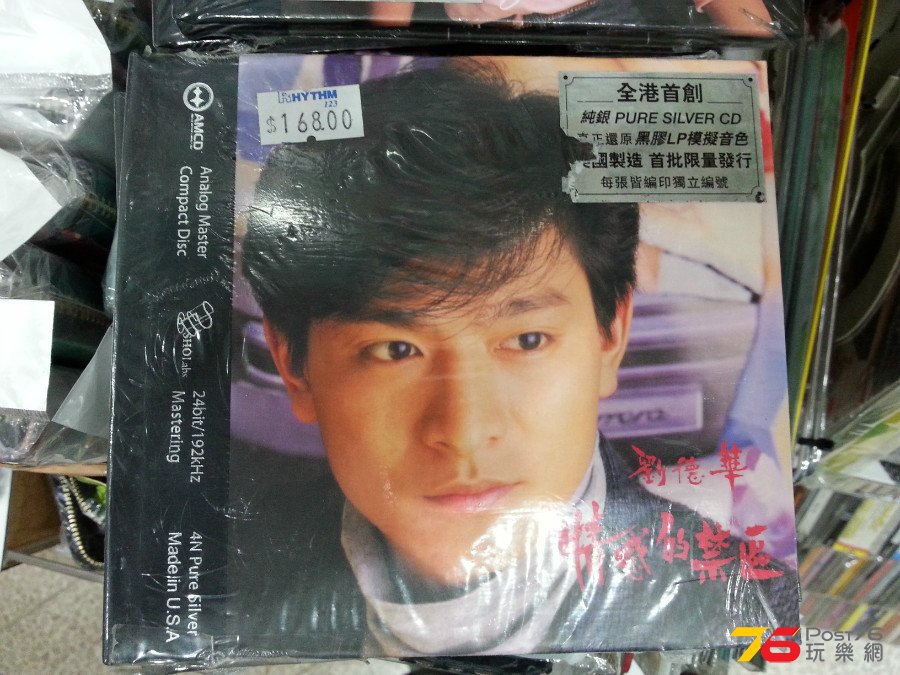 RHYTHM
123
$168.00
全港首創
純銀 PURE SILVER CD
真正還原 黑膠LP模擬音色
國製造 首批限量發行
每張皆編印獨立編號
AMCD
Analog Master
Compact Disc
24bit/192kHz
Mastering
4N Pure Silver
Made in U.S.A
劉德華
情感的禁區
76 Post76
玩樂網